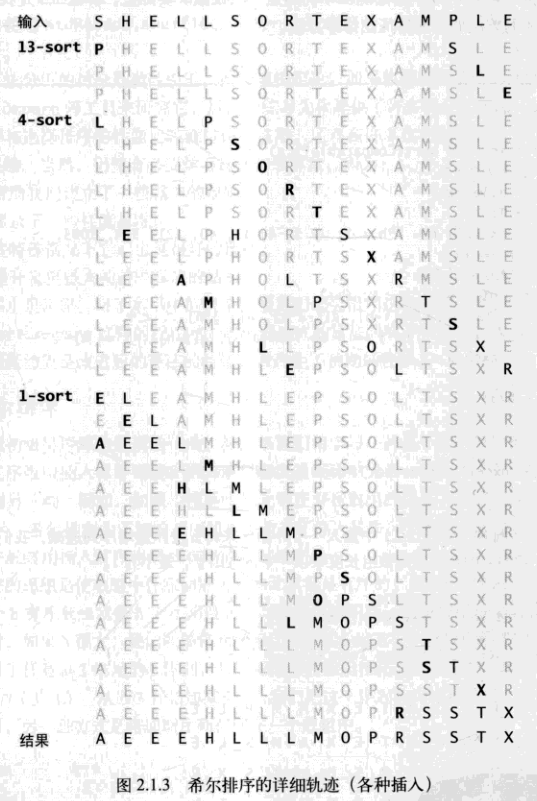 输入 S H E L L S O R T E X A M P L E
13-sort P H E L L S O R T E X A M S L E
P H E L L S O R T E X A M S L E
P H E L L S O R T E X A M S L E
4-sort L H E L P S O R T E X A M S L E
L H E L P S O R T E X A M S L E
L H E L P S O R T E X A M S L E
L H E L P S O R T E X A M S L E
L H E L P S O R T E X A M S L E
L E E L P H O R T S X A M S L E
L E E L P H O R T S X A M S L E
L E E A P H O L T S X R M S L E
L E E A M H O L P S X R T S L E
L E E A M H O L P S X R T S L E
L E E A M H L L P S O R T S X E
L E E A M H L E P S O L T S X R
1-sort E L E A M H L E P S O L T S X R
E E L A M H L E P S O L T S X R
A E E L M H L E P S O L T S X R
A E E L M H L E P S O L T S X R
A E E H L M L E P S O L T S X R
A E E H L L M E P S O L T S X R
A E E E H L L M P S O L T S X R
A E E E H L L M P S O L T S X R
A E E E H L L M P S O L T S X R
A E E E H L L M O P S L T S X R
A E E E H L L L M O P S T S X R
A E E E H L L L M O P S T S X R
A E E E H L L L M O P S S T X R
A E E E H L L L M O P S S T X R
A E E E H L L L M O P R S S T X
结果 A E E E H L L L M O P R S S T X
图 2.1.3 希尔排序的详细轨迹（各种插入）